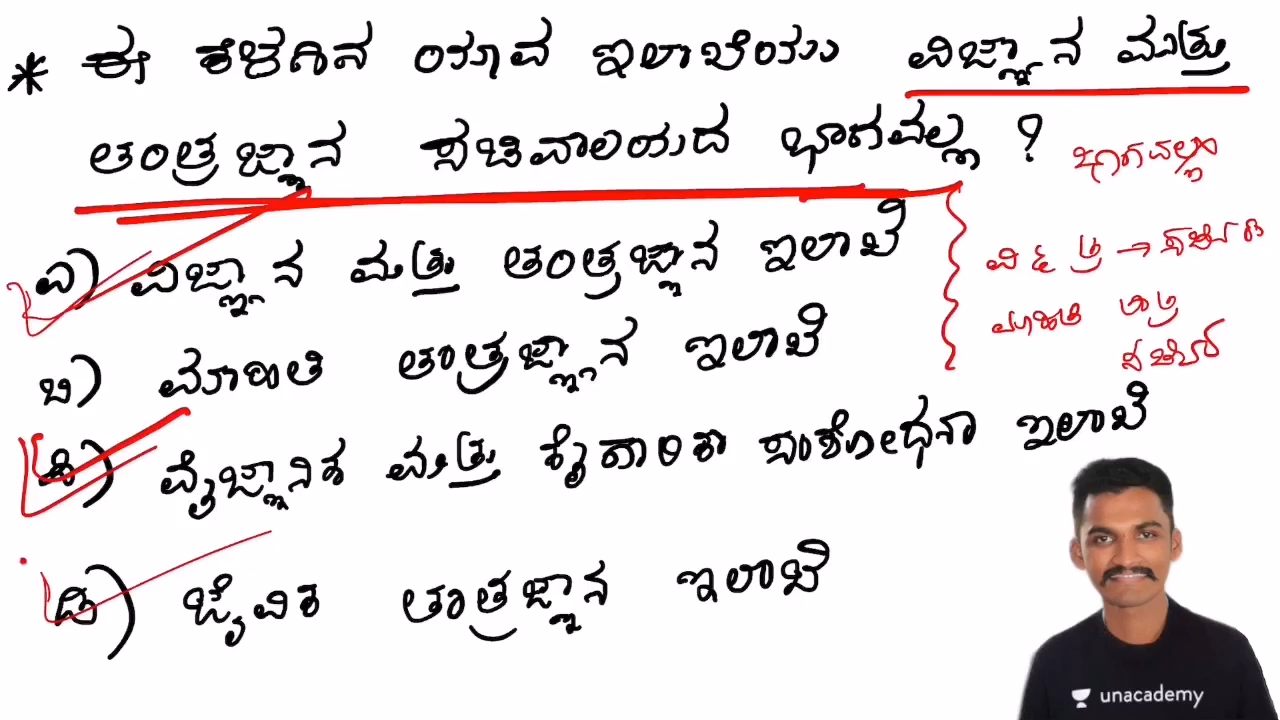 * ಈ ಕೆಳಗಿನ ಯಾವ ಇಲಾಖೆಯು ವಿಜ್ಞಾನ ಮತ್ತು
ತಂತ್ರಜ್ಞಾನ ಸಚಿವಾಲಯದ ಭಾಗವಲ್ಲ ?
ಭಾಗವಲ್ಲ
ಎ) ವಿಜ್ಞಾನ ಮತ್ತು ತಂತ್ರಜ್ಞಾನ ಇಲಾಖೆ
ವಿ & ತ್ರ →
ಬಿ) ಮಾಹಿತಿ ತಾತ್ರಜ್ಞಾನ ಇಲಾಖೆ
ಮಾಹಿತಿ
ಸಿ) ವೈಜ್ಞಾನಿಕ ಮತ್ತು ಕೈಗಾರಿಕಾ ಸಂಶೋಧನಾ ಇಲಾಖೆ
ಡಿ) ಜೈವಿಕ ತಾತ್ರಜ್ಞಾನ ಇಲಾಖೆ
unacademy